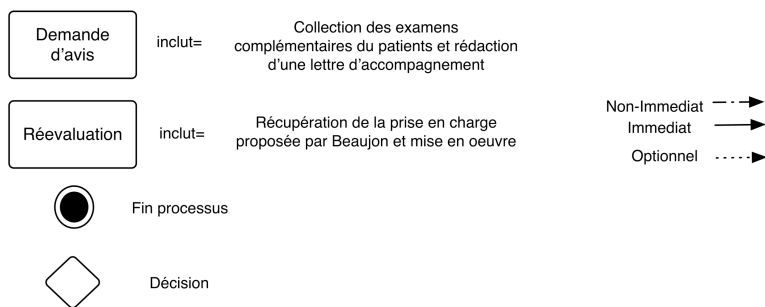 Demande
d'avis
inclut=
Collection des examens
complémentaires du patients et rédaction
d'une lettre d'accompagnement
Réevaluation
inclut=
Récupération de la prise en charge
proposée par Beaujon et mise en oeuvre
Non-Immediat
Immediat
Optionnel
Fin processus
Décision